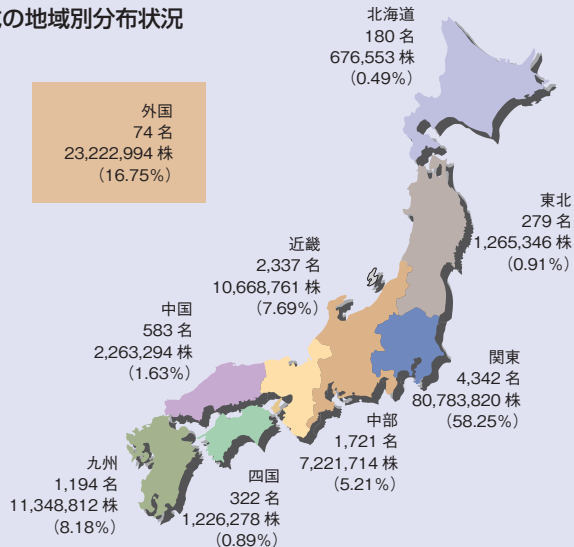 の地域別分布状況
北海道
180 名
676,553 株
(0.49%)
外国
74 名
23,222,994 株
(16.75%)
東北
279 名
1,265,346 株
(0.91%)
近畿
2,337 名
10,668,761 株
(7.69%)
中国
583 名
2,263,294 株
(1.63%)
関東
4,342 名
80,783,820 株
(58.25%)
中部
1,721 名
7,221,714 株
(5.21%)
九州
1,194 名
11,348,812 株
(8.18%)
四国
322 名
1,226,278 株
(0.89%)